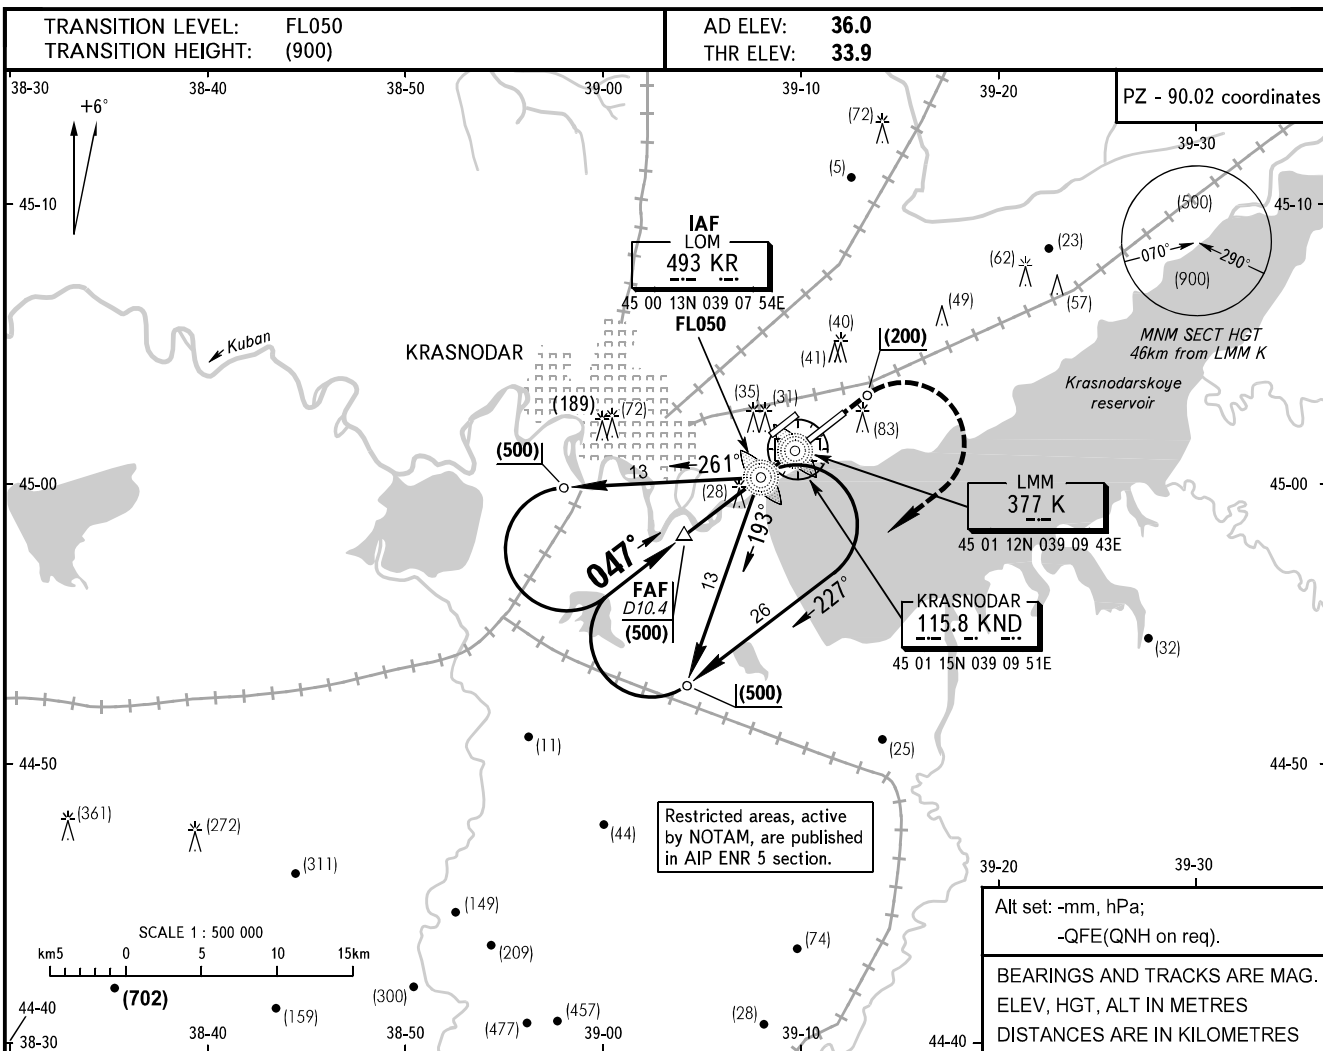 TRANSITION LEVEL: FL050
TRANSITION HEIGHT: (900)
AD ELEV: 36.0
THR ELEV: 33.9
38-30
38-40
38-50
39-00
39-10
39-20
PZ - 90.02 coordinates
39-30
+6°
(72)
(5)
45-10
(500)
45-10
070°
290°
(900)
MNM SECT HGT
46km from LMM K
IAF
LOM
493 KR
45 00 13N 039 07 54E
FL050
(23)
(62)
(57)
(49)
(40)
(41)
(200)
Kuban
KRASNODAR
Krasnodarskoye
reservoir
(189)
(72)
(35)
(31)
(83)
(500)
13
261°
(28)
45-00
45-00
LMM
377 K
45 01 12N 039 09 43E
193°
047°
FAF
D10.4
(500)
13
26
227°
KRASNODAR
115.8 KND
45 01 15N 039 09 51E
(32)
(500)
(11)
(25)
44-50
44-50
(361)
(272)
(44)
(311)
Restricted areas, active
by NOTAM, are published
in AIP ENR 5 section.
39-20
39-30
(149)
(209)
(74)
SCALE 1 : 500 000
km5 0 5 10 15km
(702)
(159)
(300)
(477)
(457)
(28)
Alt set: -mm, hPa;
-QFE(QNH on req).
BEARINGS AND TRACKS ARE MAG.
ELEV, HGT, ALT IN METRES
DISTANCES ARE IN KILOMETRES
44-40
38-30
38-40
38-50
39-00
39-10
44-40